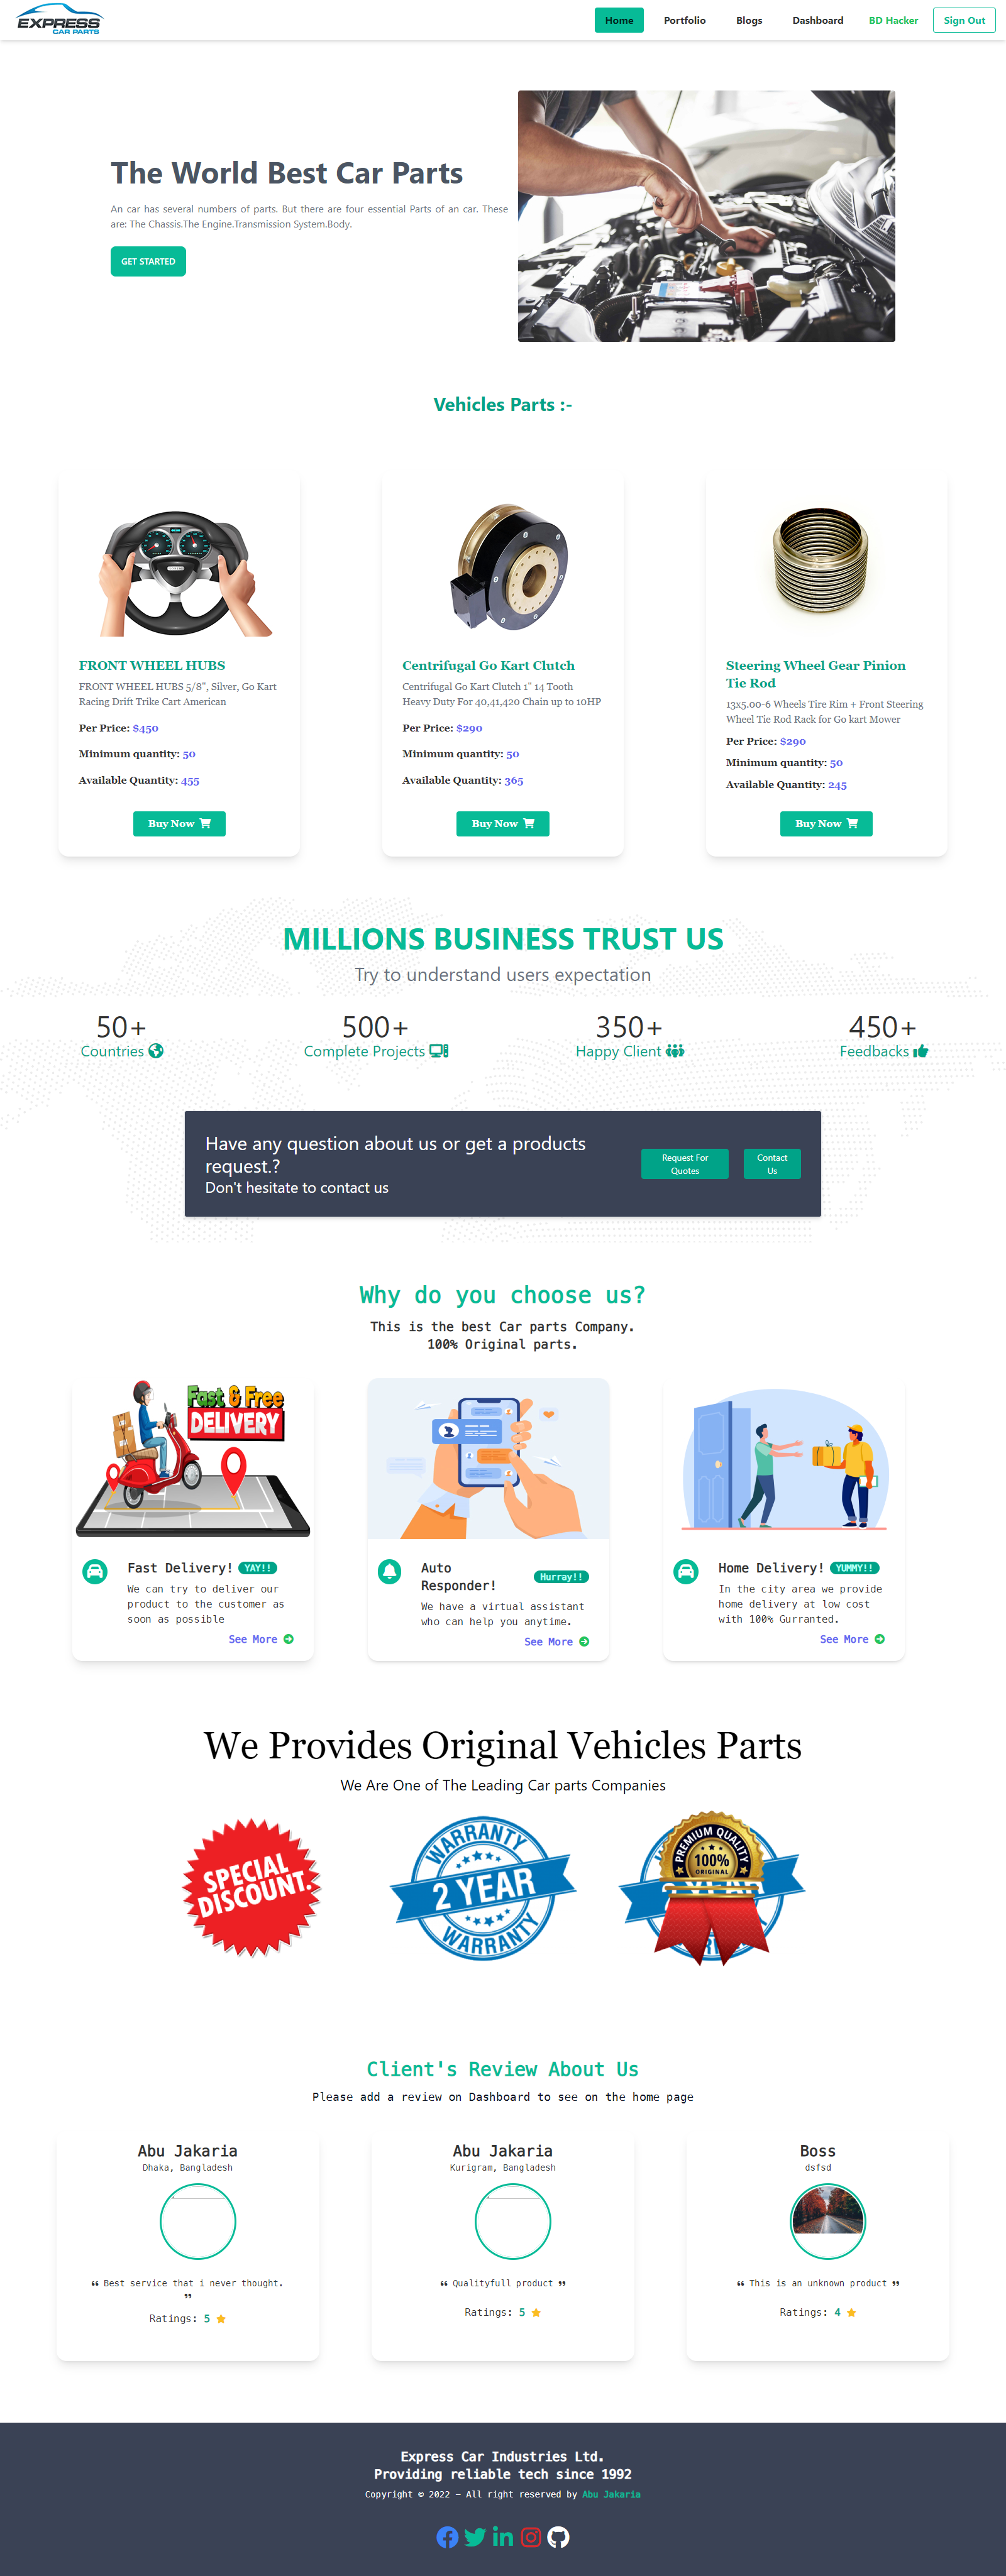 EXPRESS
CAR PARTS
Home
Portfolio
Blogs
Dashboard
BD Hacker
Sign Out
The World Best Car Parts
An car has several numbers of parts. But there are four essential Parts of an car. These
are: The Chassis.The Engine.Transmission System.Body.
GET STARTED
Vehicles Parts :-
FRONT WHEEL HUBS
FRONT WHEEL HUBS 5/8", Silver, Go Kart
Racing Drift Trike Cart American
Per Price: $450
Minimum quantity: 50
Available Quantity: 455
Buy Now
Centrifugal Go Kart Clutch
Centrifugal Go Kart Clutch 1" 14 Tooth
Heavy Duty For 40,41,420 Chain up to 10HP
Per Price: $290
Minimum quantity: 50
Available Quantity: 365
Buy Now
Steering Wheel Gear Pinion
Tie Rod
13x5.00-6 Wheels Tire Rim + Front Steering
Wheel Tie Rod Rack for Go kart Mower
Per Price: $290
Minimum quantity: 50
Available Quantity: 245
Buy Now
MILLIONS BUSINESS TRUST US
Try to understand users expectation
50+
Countries
500+
Complete Projects
350+
Happy Client
450+
Feedbacks
Have any question about us or get a products
request.?
Don't hesitate to contact us
Request For
Quotes
Contact
Us
Why do you choose us?
This is the best Car parts Company.
100% Original parts.
Fast & Free
DELIVERY
Fast Delivery! YAY!!
We can try to deliver our
product to the customer as
soon as possible
See More
Auto
Responder! Hurray!!
We have a virtual assistant
who can help you anytime.
See More
Home Delivery! YUMMY!!
In the city area we provide
home delivery at low cost
with 100% Gurranted.
See More
We Provides Original Vehicles Parts
We Are One of The Leading Car parts Companies
SPECIAL
DISCOUNT
WARRANTY
2 YEAR
WARRANTY
PREMIUM QUALITY
100%
ORIGINAL
Client's Review About Us
Please add a review on Dashboard to see on the home page
Abu Jakaria
Dhaka, Bangladesh
“ Best service that i never thought.
”
Ratings: 5
Abu Jakaria
Kurigram, Bangladesh
“ Qualityfull product ”
Ratings: 5
Boss
dsfsd
“ This is an unknown product ”
Ratings: 4
Express Car Industries Ltd.
Providing reliable tech since 1992
Copyright © 2022 - All right reserved by Abu Jakaria